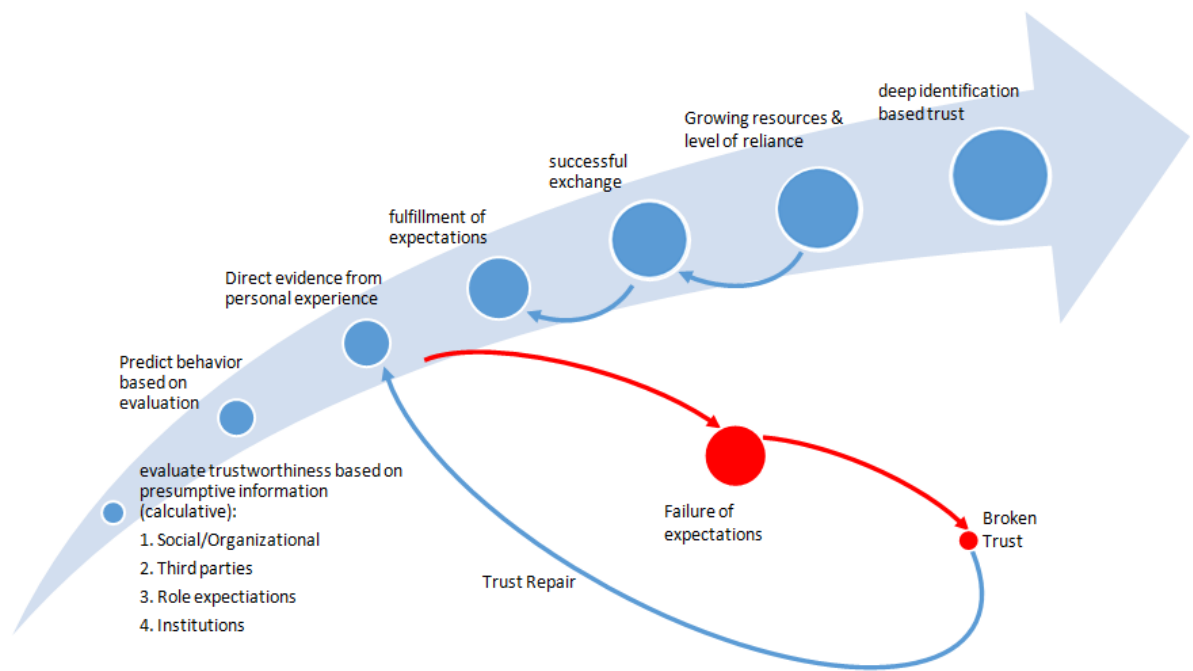 evaluate trustworthiness based on
presumptive information
(calculative):
1. Social/Organizational
2. Third parties
3. Role expectiations
4. Institutions
Predict behavior
based on
evaluation
Direct evidence from
personal experience
fulfillment of
expectations
successful
exchange
Growing resources &
level of reliance
deep identification
based trust
Failure of
expectations
Broken
Trust
Trust Repair